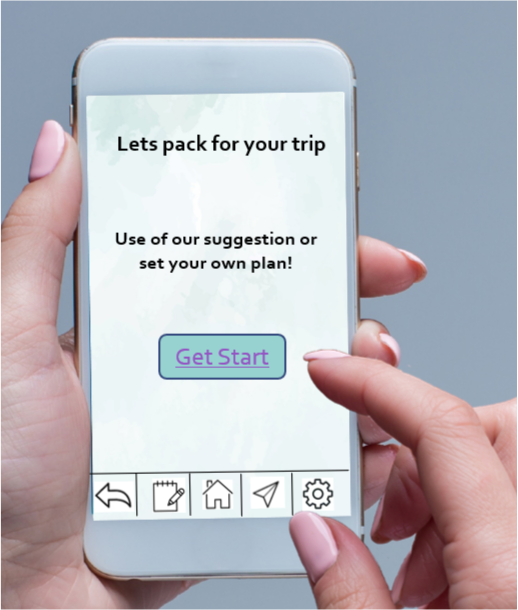 Lets pack for your trip
Use of our suggestion or
set your own plan!
Get Start